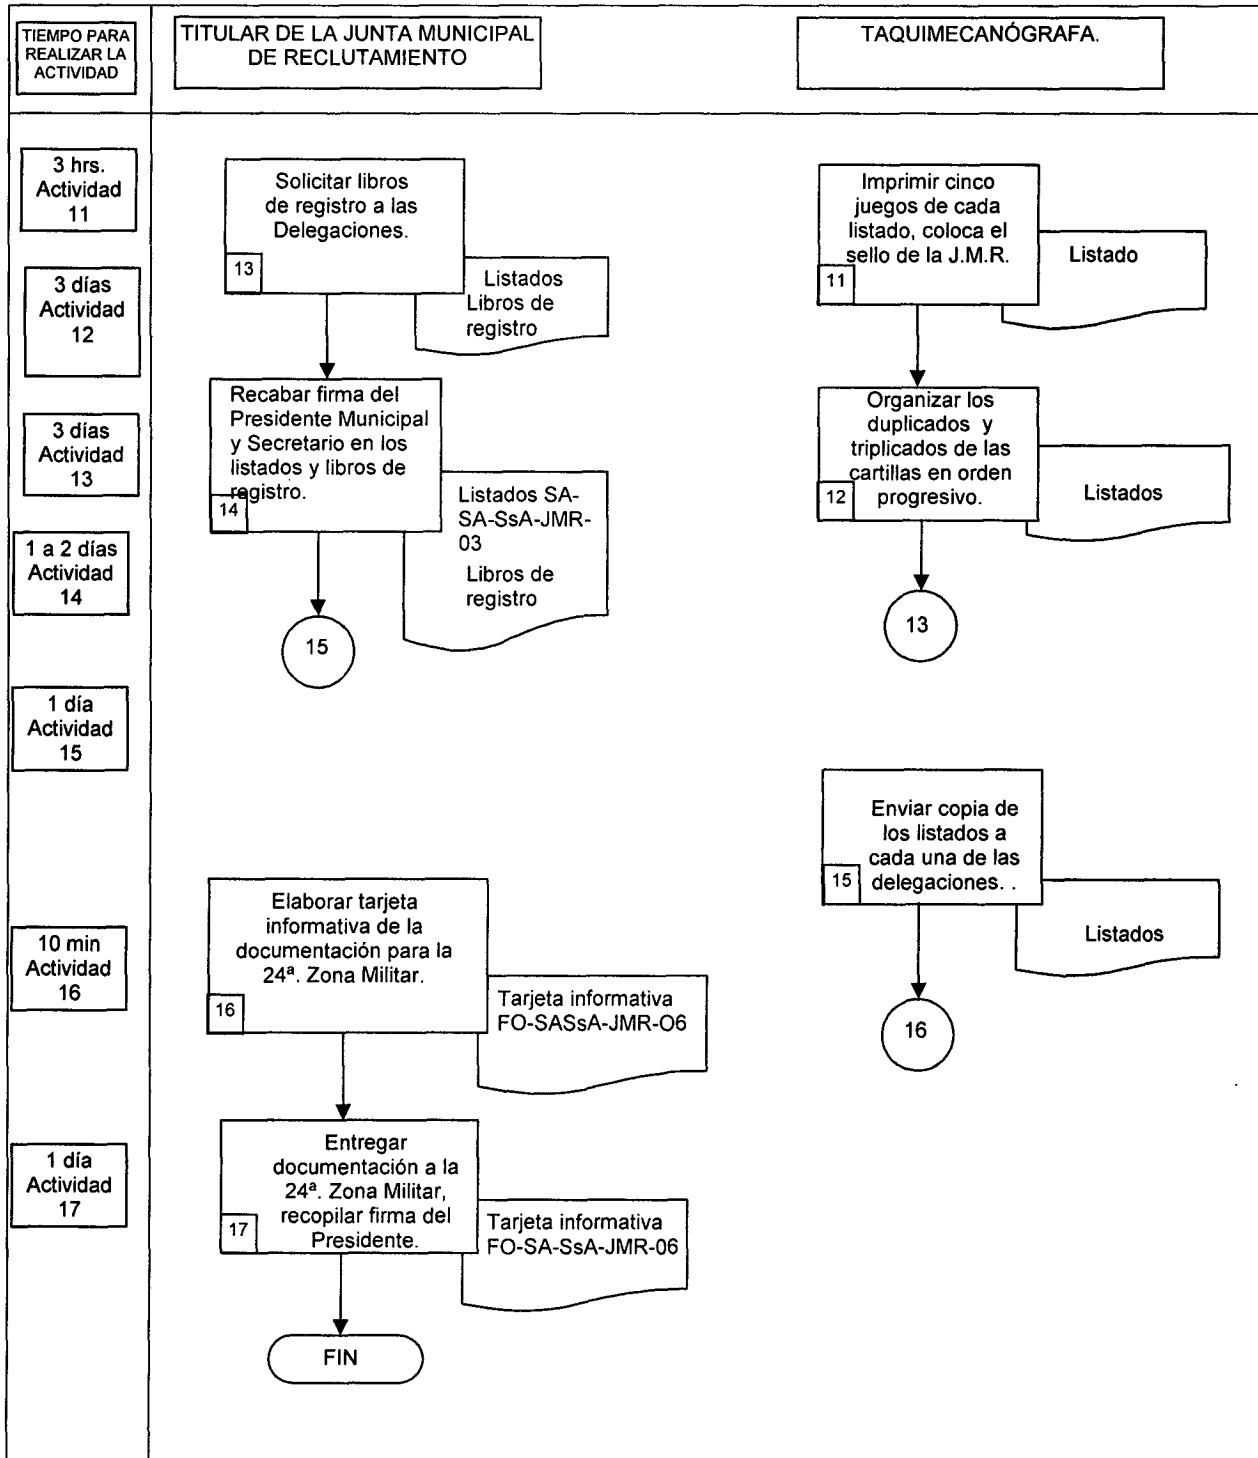 TIEMPO PARA
REALIZAR LA
ACTIVIDAD
TITULAR DE LA JUNTA MUNICIPAL
DE RECLUTAMIENTO
TAQUIMECANÓGRAFA.
3 hrs.
Actividad
11
3 días
Actividad
12
3 días
Actividad
13
1 a 2 días
Actividad
14
1 día
Actividad
15
10 min
Actividad
16
1 día
Actividad
17
Solicitar libros
de registro a las
Delegaciones.
13
Listados
Libros de
registro
Recabar firma del
Presidente Municipal
y Secretario en los
listados y libros de
registro.
14
Listados SA-
SA-SsA-JMR-
03
Libros de
registro
15
Elaborar tarjeta
informativa de la
documentación para la
24ª. Zona Militar.
16
Tarjeta informativa
FO-SASsA-JMR-O6
Entregar
documentación a la
24ª. Zona Militar,
recopilar firma del
Presidente.
17
Tarjeta informativa
FO-SA-SsA-JMR-06
FIN
Imprimir cinco
juegos de cada
listado, coloca el
sello de la J.M.R.
11
Listado
Organizar los
duplicados y
triplicados de las
cartillas en orden
progresivo.
12
Listados
13
Enviar copia de
los listados a
cada una de las
delegaciones. .
15
Listados
16